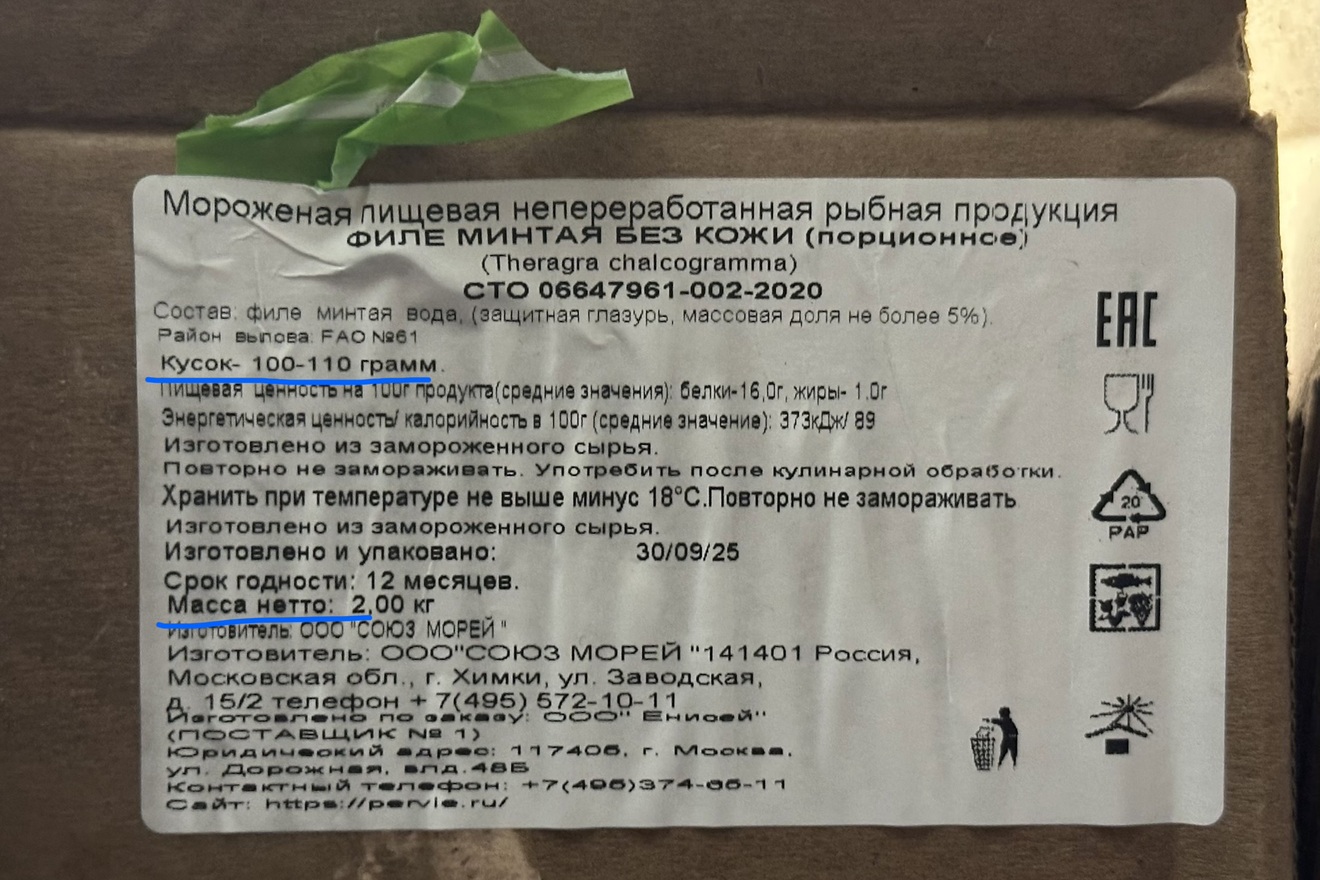 Мороженая пищевая непереработанная рыбная продукция
ФИЛЕ МИНТАЯ БЕЗ КОЖИ (порционное)
(Theragra chalcogramma)
СТО 06647961-002-2020
Состав: филе минтая вода, (защитная глазурь, массовая доля не более 5%).
Район вылова: FAO №61
Кусок- 100-110 грамм.
Пищевая ценность на 100г продукта(средние значения): белки-16,0г, жиры- 1.0г
Энергетическая ценность/ калорийность в 100г (средние значение): 373кДж/ 89
Изготовлено из замороженного сырья.
Повторно не замораживать. Употребить после кулинарной обработки.
Хранить при температуре не выше минус 18°С.Повторно не замораживать
Изготовлено из замороженного сырья.
Изготовлено и упаковано: 30/09/25
Срок годности: 12 месяцев.
Масса нетто: 2,00 кг
Изготовитель: ООО "СОЮЗ МОРЕЙ "
Изготовитель: ООО"СОЮЗ МОРЕЙ "141401 Россия,
Московская обл., г. Химки, ул. Заводская,
д. 15/2 телефон + 7(495) 572-10-11
Изготовлено по заказу: ООО" Енисей"
(ПОСТАВЩИК № 1)
Юридический адрес: 117405, г. Москва,
ул. Дорожная, влд.48Б
Контактный телефон: +7(495)374-65-11
Сайт: https://pervie.ru/
EAC
20
PAP